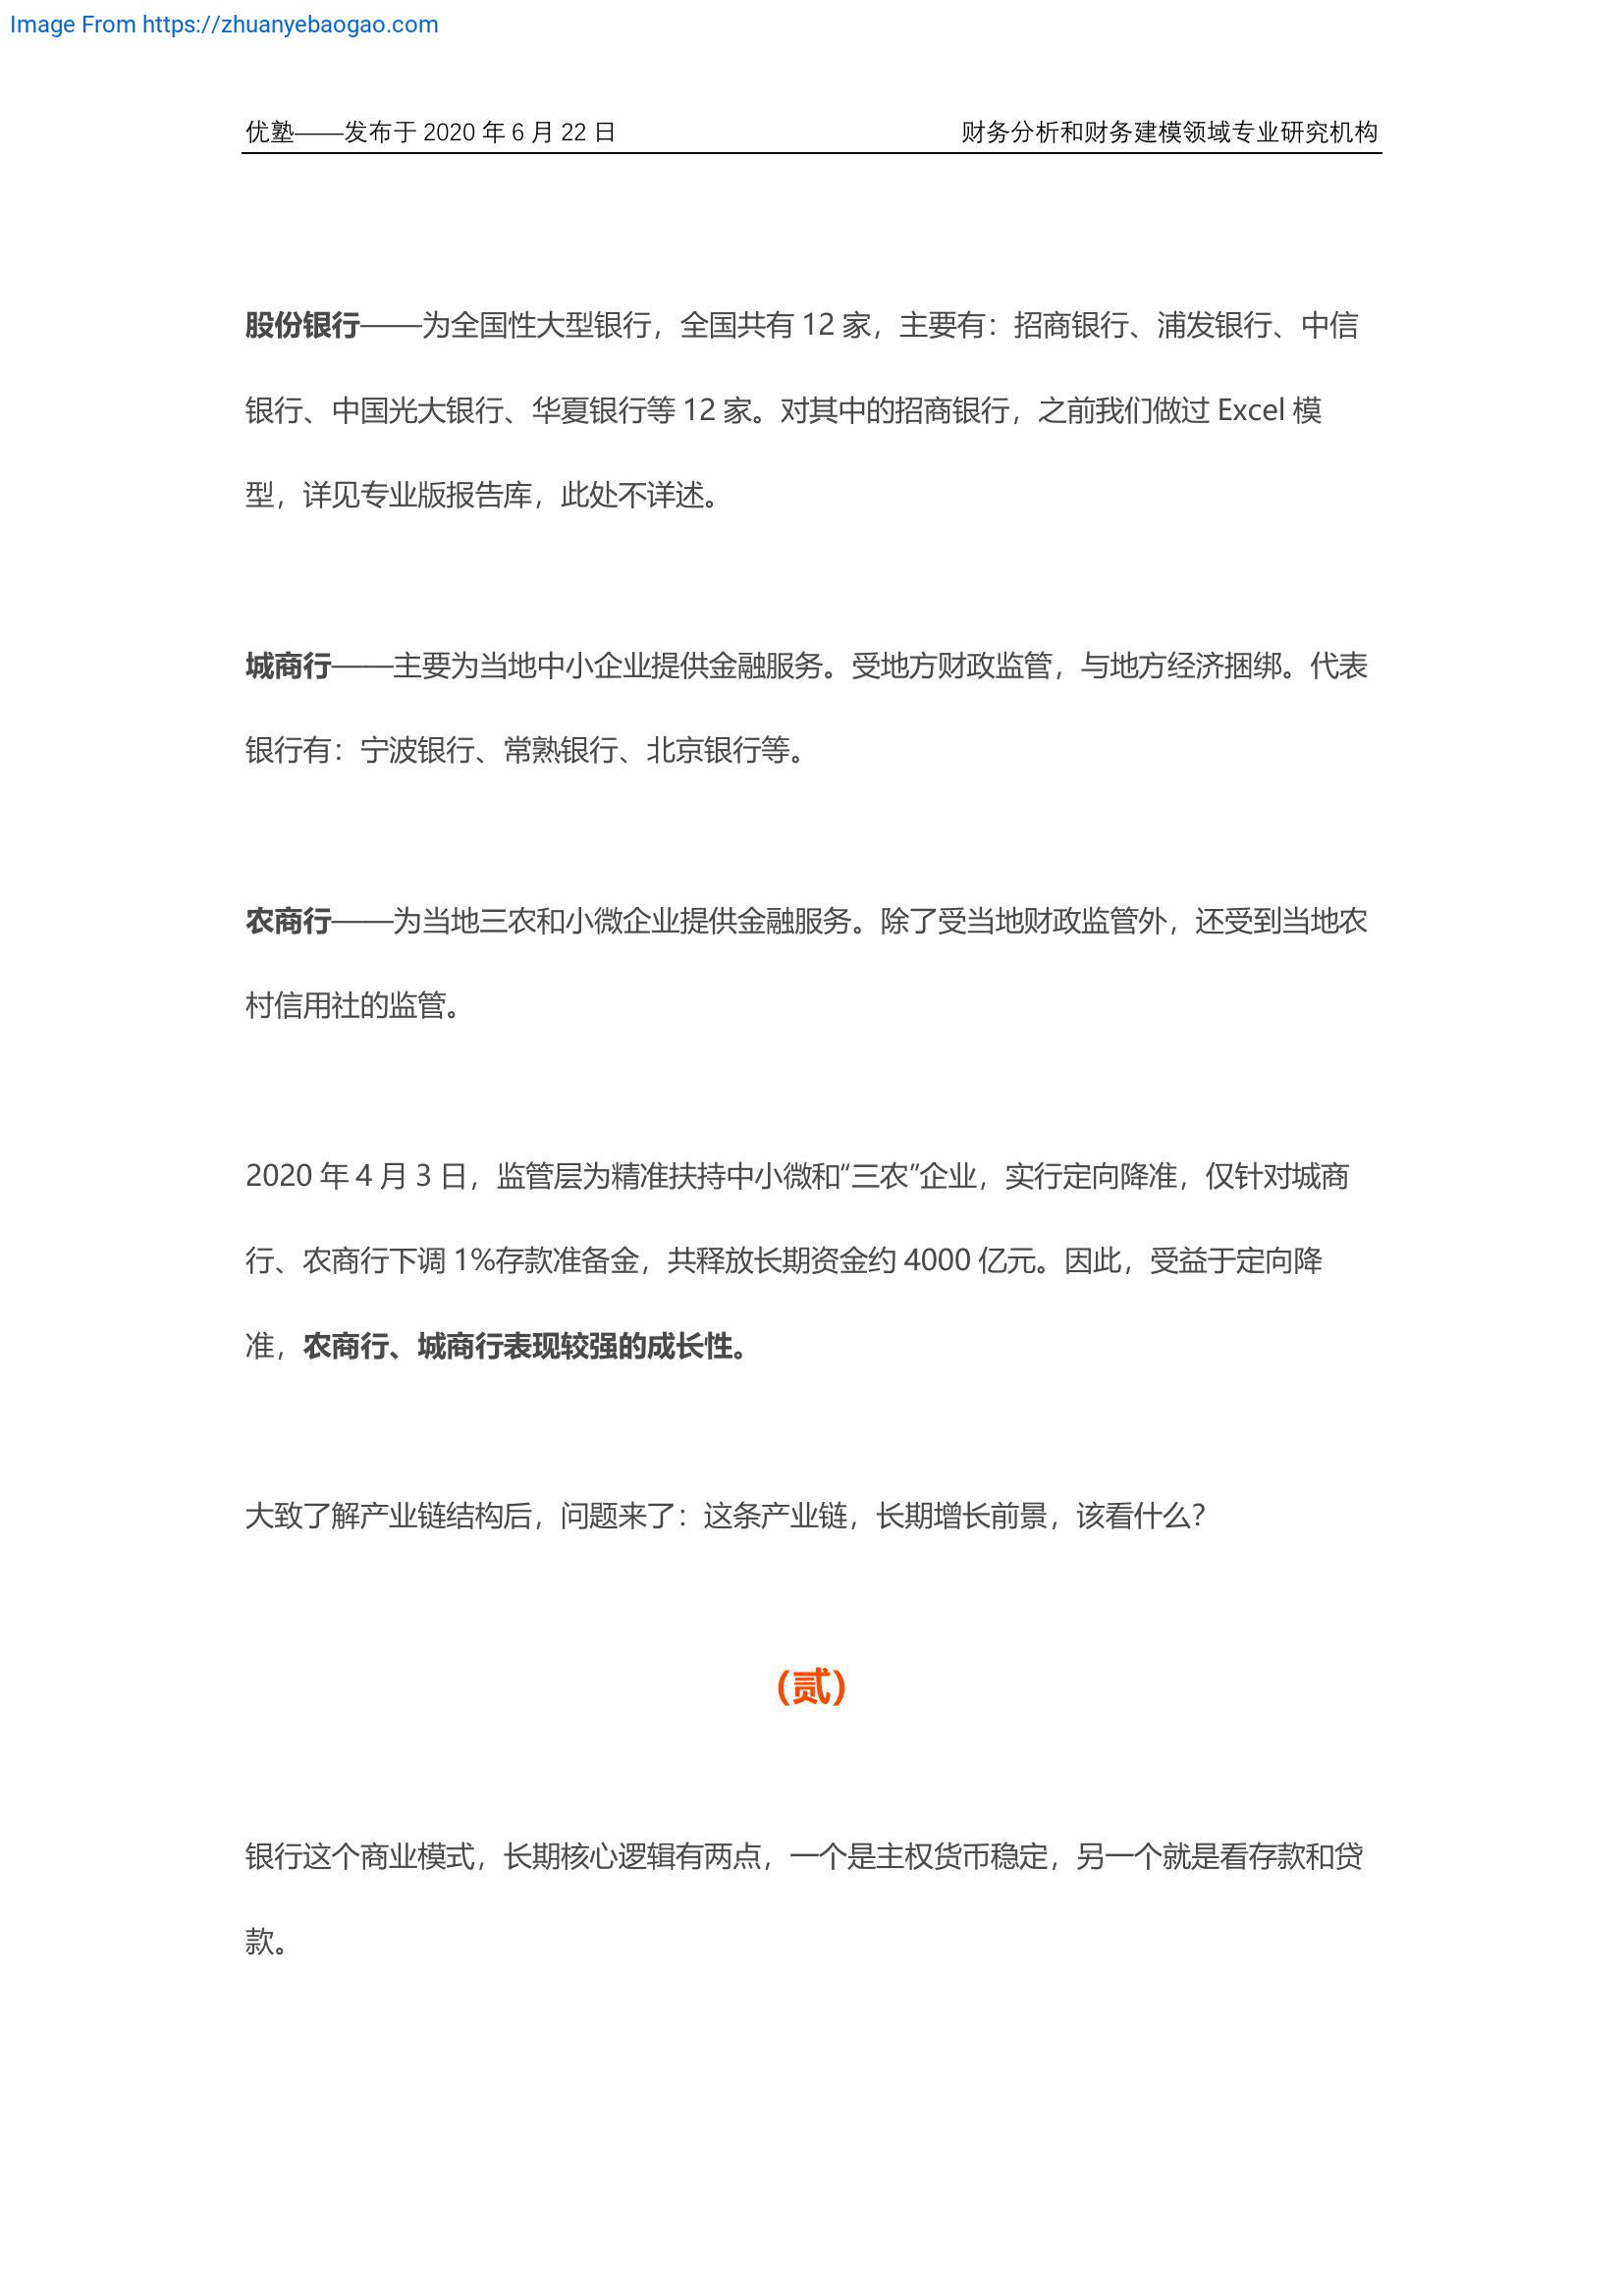 Image From https://zhuanyebaogao.com
优塾——发布于 2020 年 6 月 22 日 财务分析和财务建模领域专业研究机构
股份银行——为全国性大型银行，全国共有 12 家，主要有：招商银行、浦发银行、中信
银行、中国光大银行、华夏银行等 12 家。对其中的招商银行，之前我们做过 Excel 模
型，详见专业版报告库，此处不详述。
城商行——主要为当地中小企业提供金融服务。受地方财政监管，与地方经济捆绑。代表
银行有：宁波银行、常熟银行、北京银行等。
农商行——为当地三农和小微企业提供金融服务。除了受当地财政监管外，还受到当地农
村信用社的监管。
2020 年 4 月 3 日，监管层为精准扶持中小微和“三农”企业，实行定向降准，仅针对城商
行、农商行下调 1%存款准备金，共释放长期资金约 4000 亿元。因此，受益于定向降
准，农商行、城商行表现较强的成长性。
大致了解产业链结构后，问题来了：这条产业链，长期增长前景，该看什么？
（贰）
银行这个商业模式，长期核心逻辑有两点，一个是主权货币稳定，另一个就是看存款和贷
款。